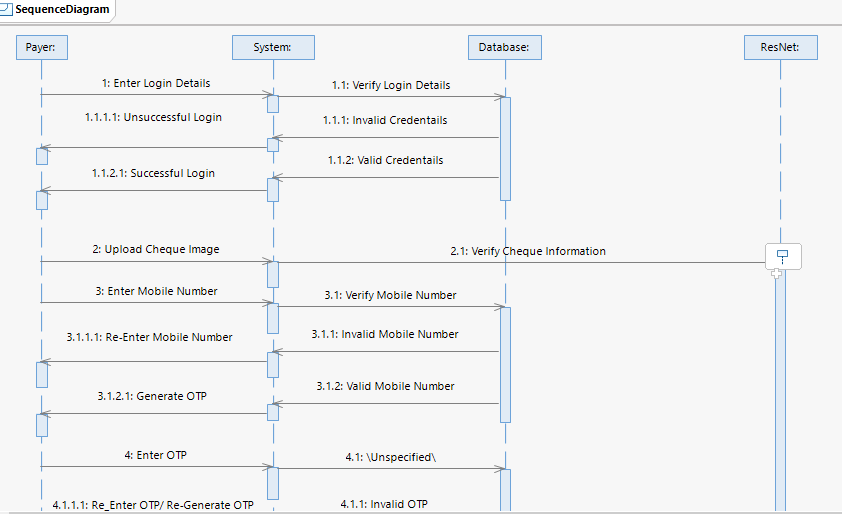 SequenceDiagram
Payer:
System:
Database:
ResNet:
1: Enter Login Details
1.1: Verify Login Details
1.1.1.1: Unsuccessful Login
1.1.1: Invalid Credentails
1.1.2: Valid Credentails
1.1.2.1: Successful Login
2: Upload Cheque Image
2.1: Verify Cheque Information
3: Enter Mobile Number
3.1: Verify Mobile Number
3.1.1.1: Re-Enter Mobile Number
3.1.1: Invalid Mobile Number
3.1.2: Valid Mobile Number
3.1.2.1: Generate OTP
4: Enter OTP
4.1: \Unspecified\
4.1.1.1: Re_Enter OTP/ Re-Generate OTP
4.1.1: Invalid OTP